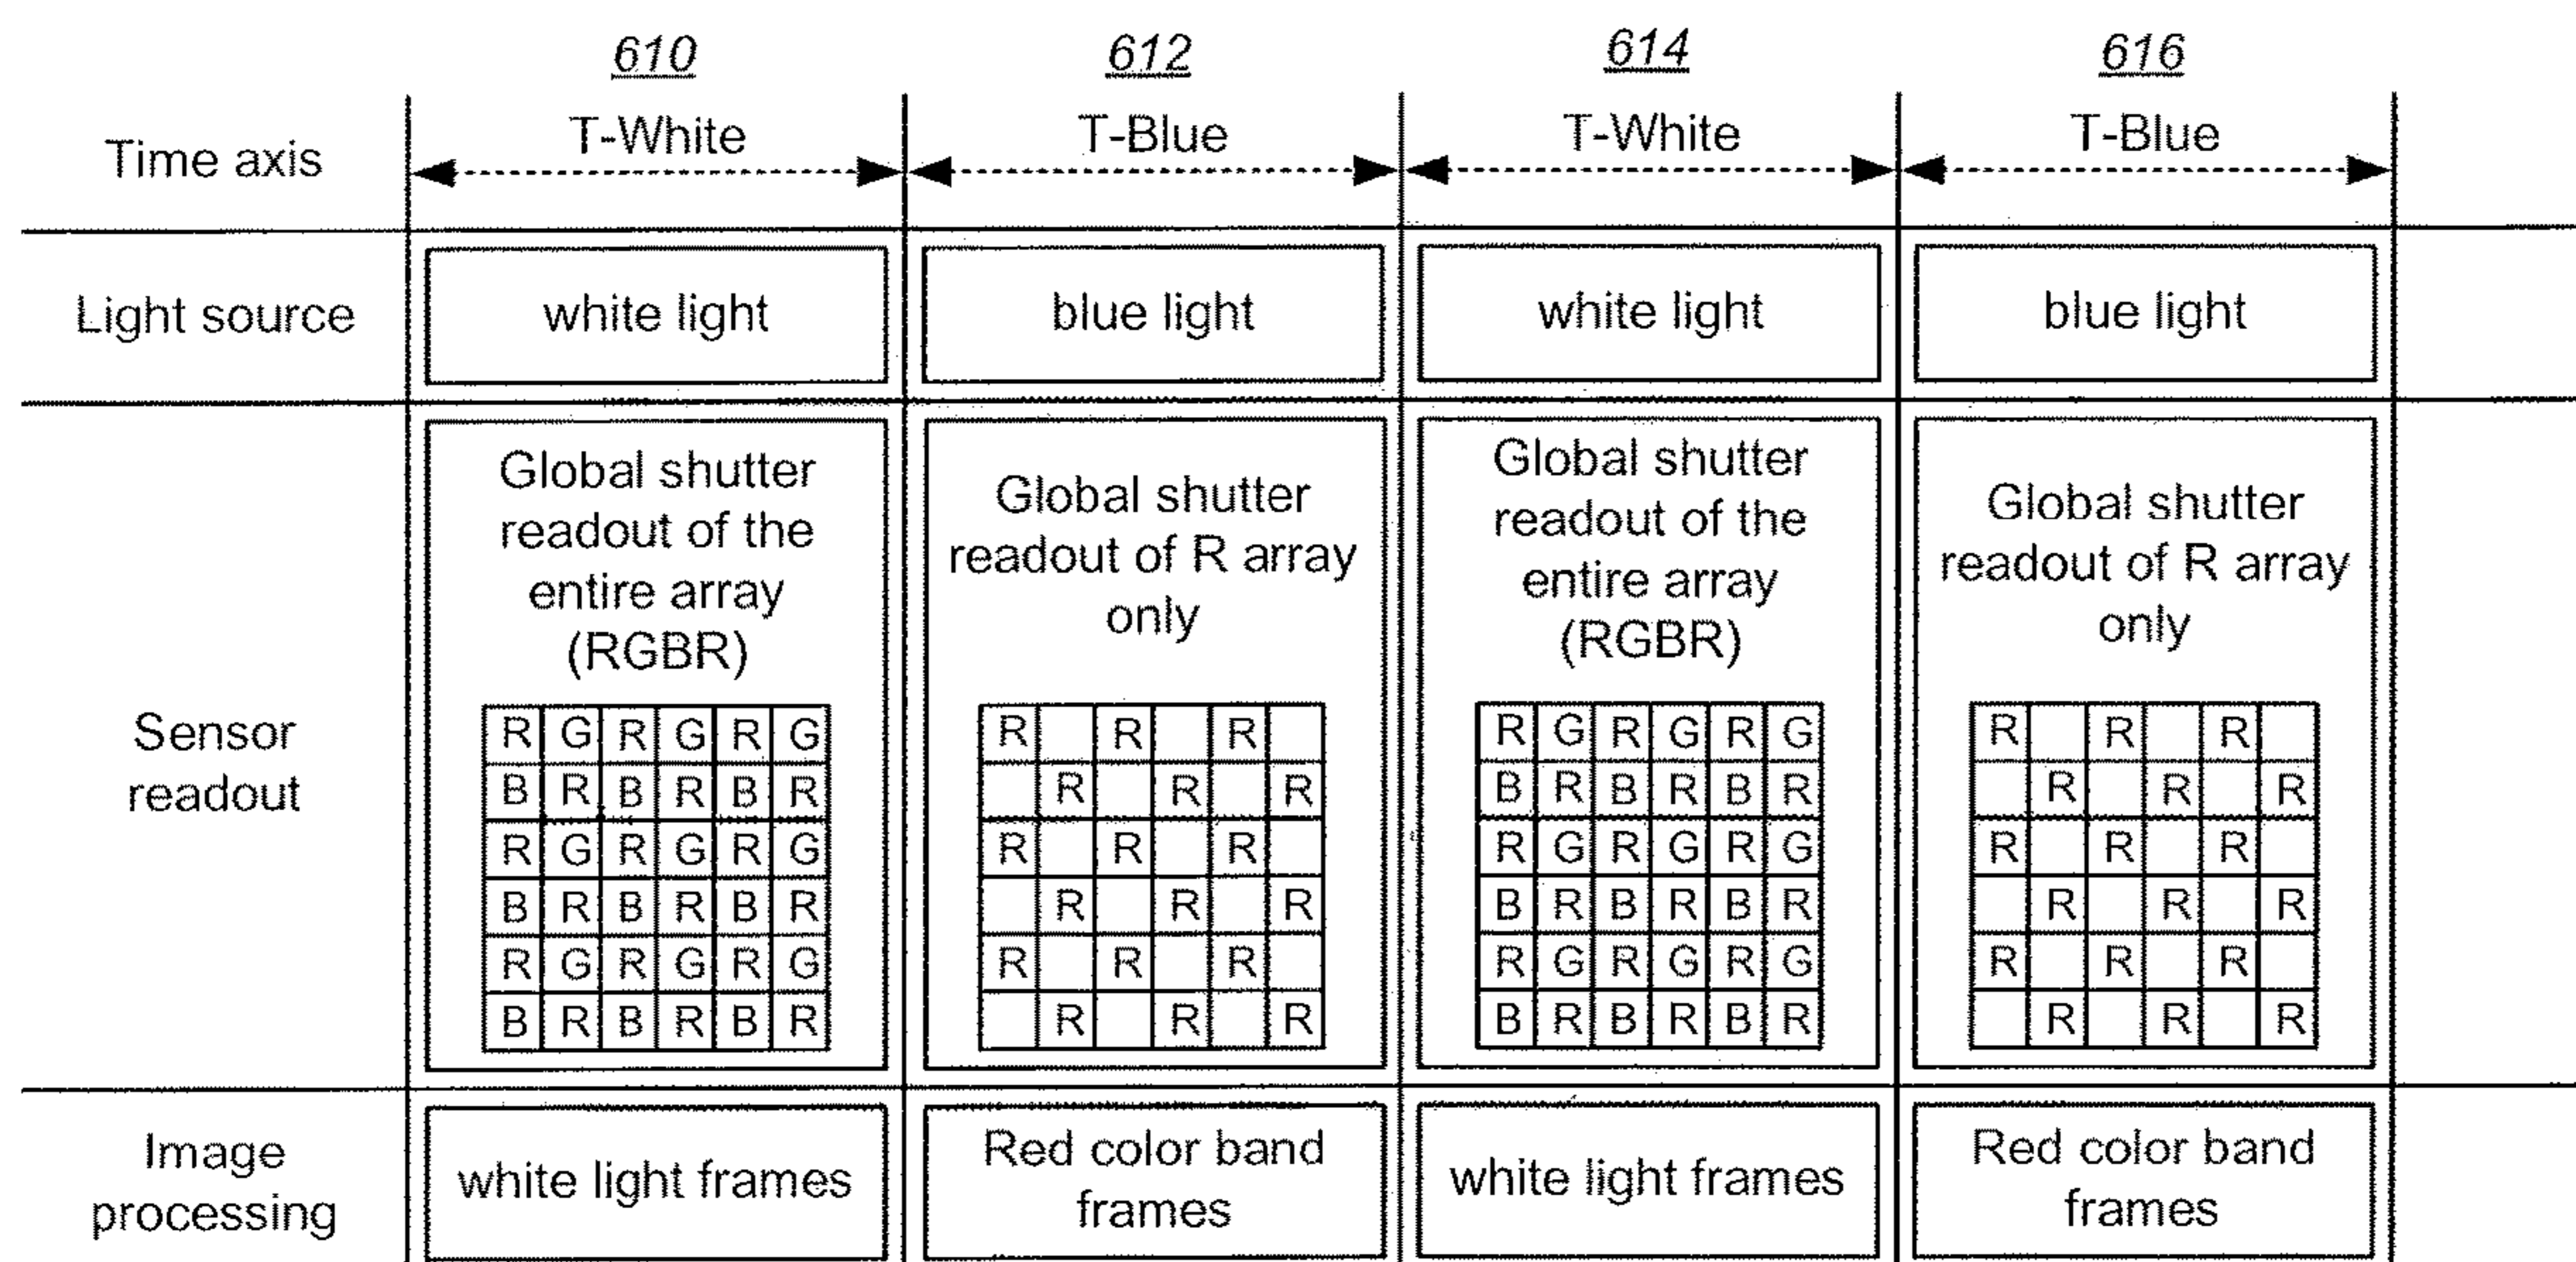 610 612 614 616
Time axis T-White T-Blue T-White T-Blue
Light source white light blue light white light blue light
Sensor
readout
Global shutter
readout of the
entire array
(RGBR)
R G R G R G
B R B R B R
R G R G R G
B R B R B R
R G R G R G
B R B R B R
Global shutter
readout of R array
only
R R R
R R R
R R R
R R R
R R R
R R R
Global shutter
readout of the
entire array
(RGBR)
R G R G R G
B R B R B R
R G R G R G
B R B R B R
R G R G R G
B R B R B R
Global shutter
readout of R array
only
R R R
R R R
R R R
R R R
R R R
R R R
Image
processing
white light frames
Red color band
frames
white light frames
Red color band
frames